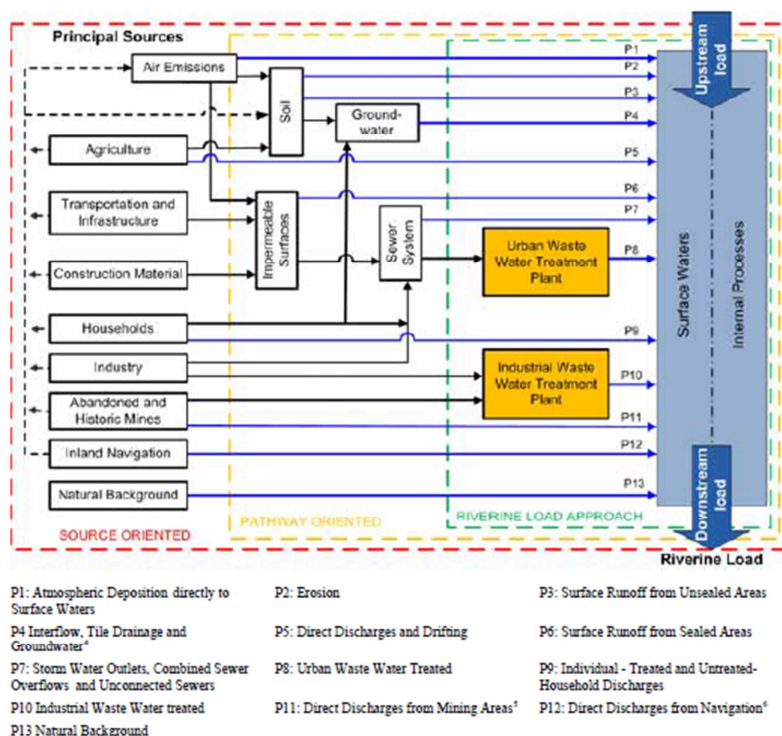 Principal Sources
Air Emissions
Soil
Ground-
water
Agriculture
Transportation and
Infrastructure
Impermeable
Surfaces
Sewer
System
Construction Material
Urban Waste
Water Treatment
Plant
Households
Industry
Industrial Waste
Water Treatment
Plant
Abandoned and
Historic Mines
Inland Navigation
Natural Background
P1
P2
P3
P4
P5
P6
P7
P8
P9
P10
P11
P12
P13
Upstream
load
Surface Waters
Internal Processes
Downstream
load
SOURCE ORIENTED
PATHWAY ORIENTED
RIVERINE LOAD APPROACH
Riverine Load
P1: Atmospheric Deposition directly to
Surface Waters
P2: Erosion
P3: Surface Runoff from Unsealed Areas
P4 Interflow, Tile Drainage and
Groundwater⁴
P5: Direct Discharges and Drifting
P6: Surface Runoff from Sealed Areas
P7: Storm Water Outlets, Combined Sewer
Overflows and Unconnected Sewers
P8: Urban Waste Water Treated
P9: Individual - Treated and Untreated-
Household Discharges
P10 Industrial Waste Water treated
P11: Direct Discharges from Mining Areas⁵
P12: Direct Discharges from Navigation⁶
P13 Natural Background